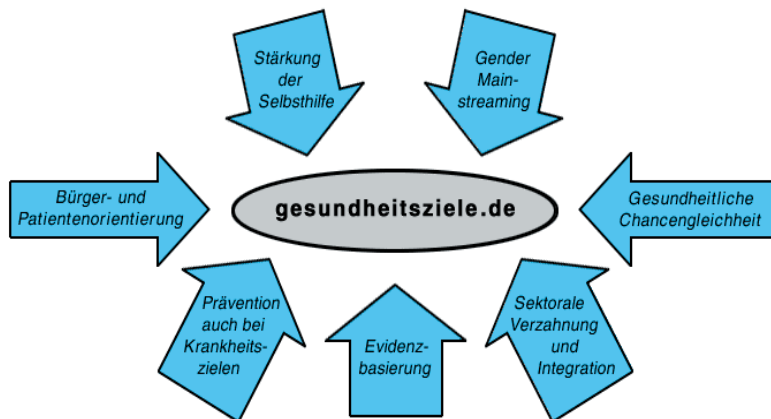 Stärkung
der
Selbsthilfe
Gender
Main-
streaming
Bürger- und
Patientenorientierung
gesundheitsziele.de
Gesundheitliche
Chancengleichheit
Prävention
auch bei
Krankheits-
zielen
Evidenz-
basierung
Sektorale
Verzahnung
und
Integration